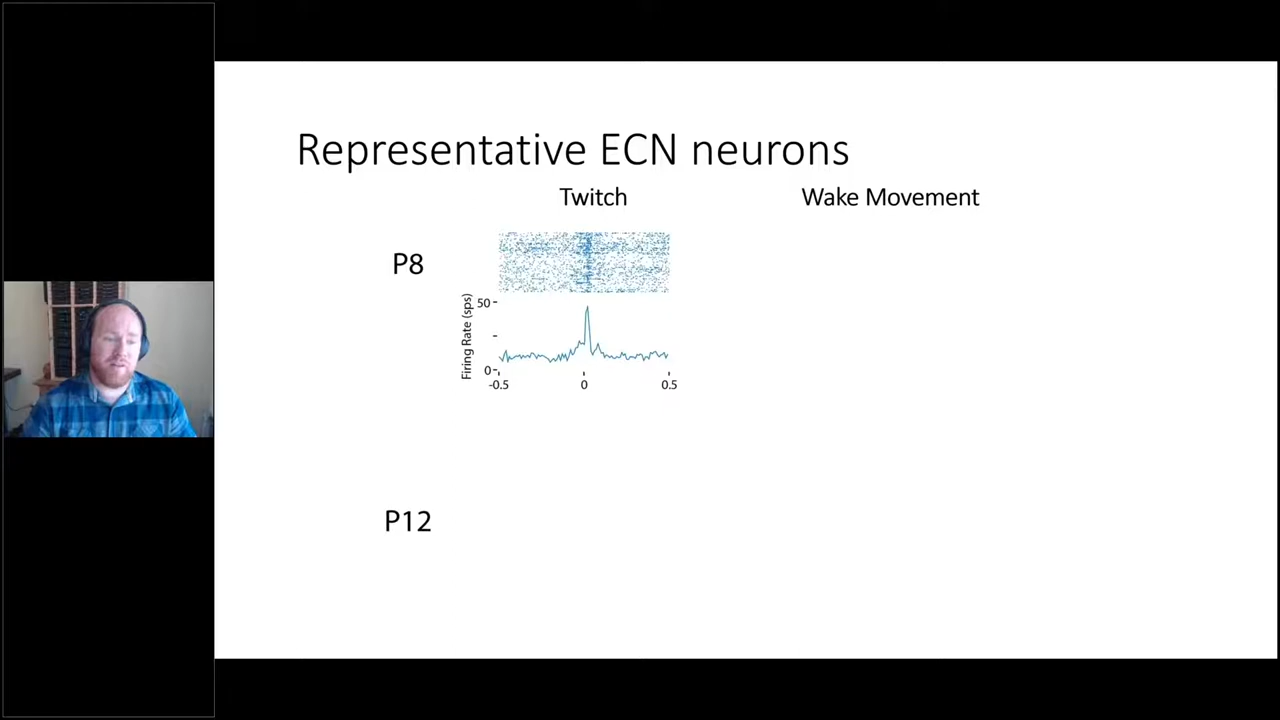 Representative ECN neurons
Twitch
Wake Movement
P8
Firing Rate (sps)
50
0
-0.5 0 0.5
P12